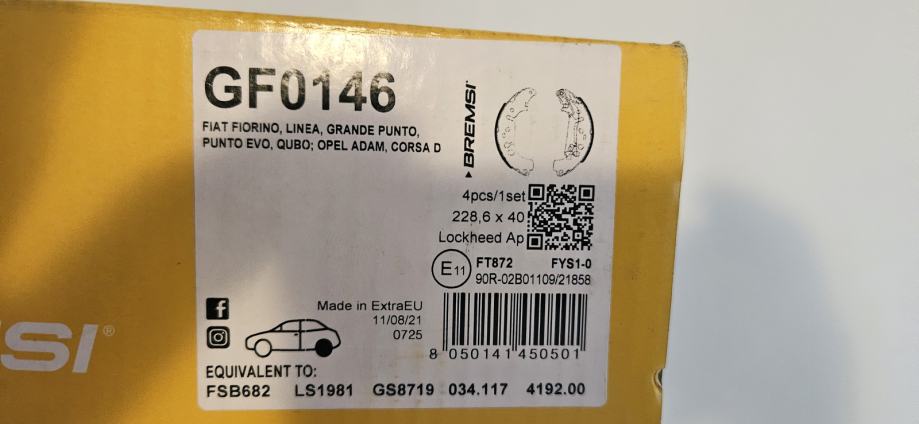 GF0146
FIAT FIORINO, LINEA, GRANDE PUNTO,
PUNTO EVO, QUBO; OPEL ADAM, CORSA D
BREMSI
4pcs/1set
228,6 x 40
Lockheed Ap
E11
FT872 FYS1-0
90R-02B01109/21858
Made in ExtraEU
11/08/21
0725
8 050141 450501
SI®
EQUIVALENT TO:
FSB682 LS1981 GS8719 034.117 4192.00